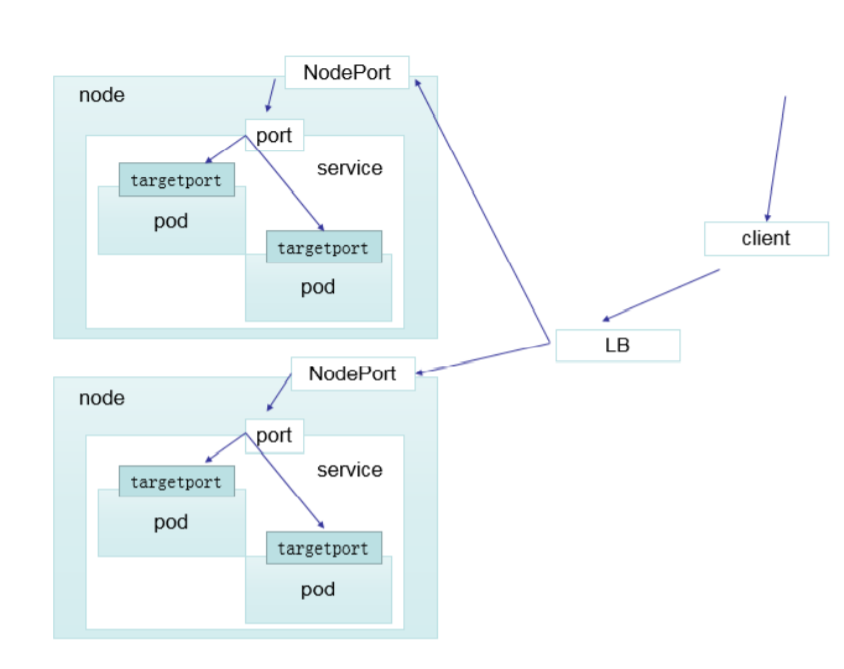 NodePort
node
port
service
targetport
pod
targetport
pod
client
LB
NodePort
node
port
service
targetport
pod
targetport
pod